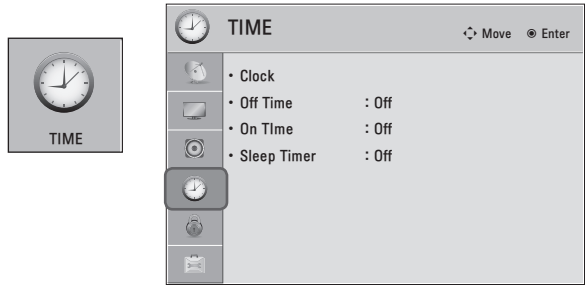 TIME
TIME
Move Enter
• Clock
• Off Time : Off
• On TIme : Off
• Sleep Timer : Off